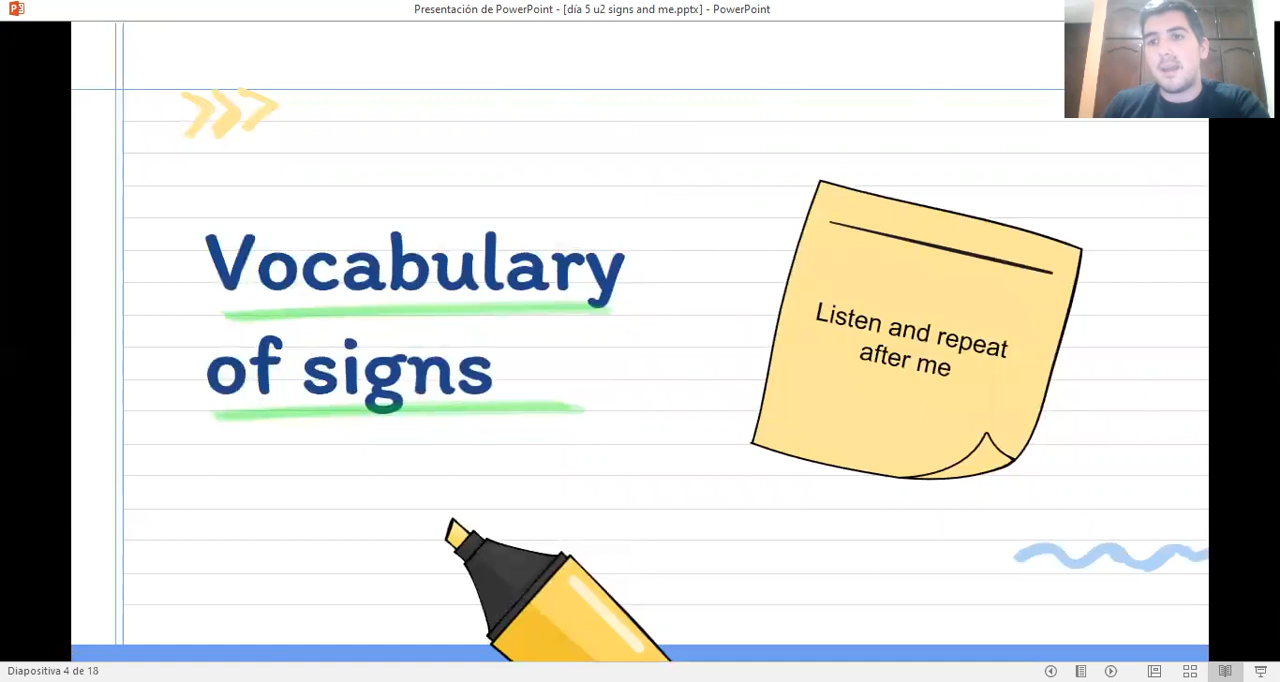 Presentación de PowerPoint - [día 5 u2 signs and me.pptx] - PowerPoint
Vocabulary
of signs
Listen and repeat
after me
Diapositiva 4 de 18